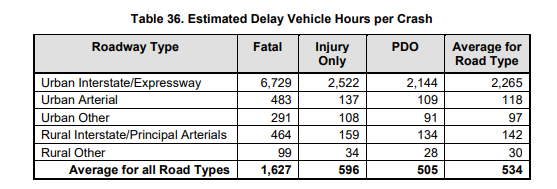 Table 36. Estimated Delay Vehicle Hours per Crash
Roadway Type Fatal Injury Only PDO Average for Road Type
Urban Interstate/Expressway 6,729 2,522 2,144 2,265
Urban Arterial 483 137 109 118
Urban Other 291 108 91 97
Rural Interstate/Principal Arterials 464 159 134 142
Rural Other 99 34 28 30
Average for all Road Types 1,627 596 505 534